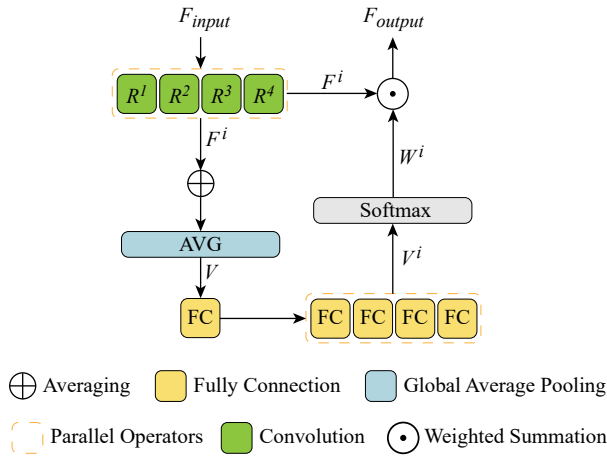 F_input F_output
R^1 R^2 R^3 R^4 F^i
F^i
W^i
Softmax
AVG
V V^i
FC FC FC FC FC
Averaging Fully Connection Global Average Pooling
Parallel Operators Convolution Weighted Summation